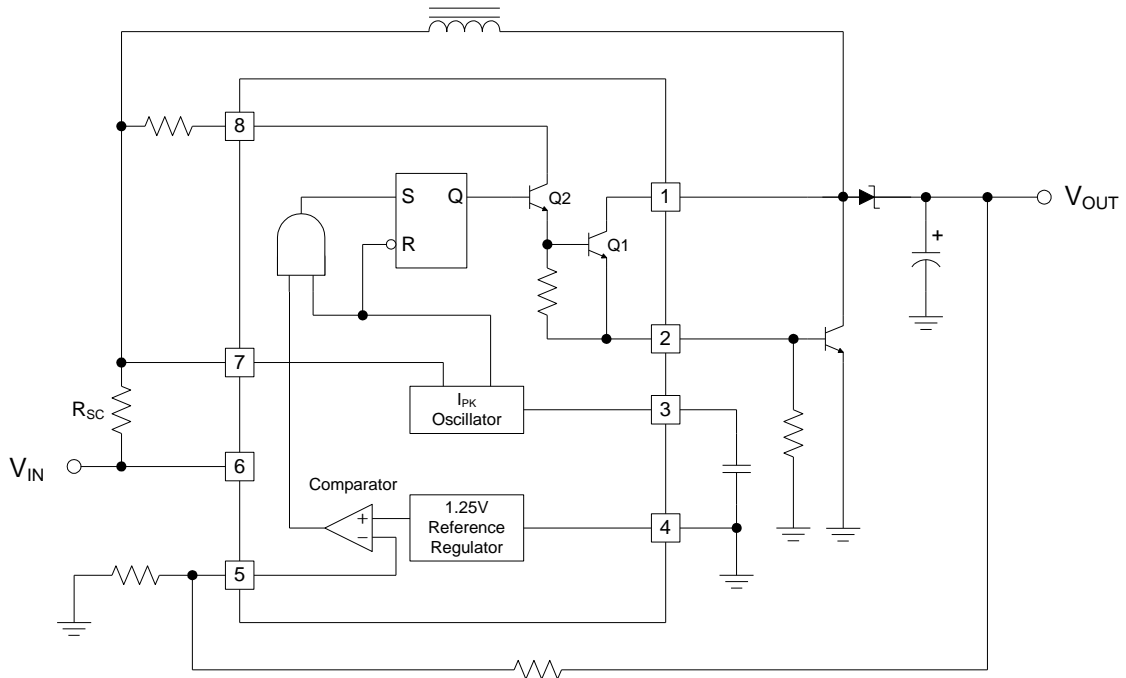 8
1
S Q
Q2
R
Q1
VOUT
+
2
7
RSC
IPK
Oscillator
3
VIN
6
Comparator
1.25V
Reference
Regulator
+
−
4
5